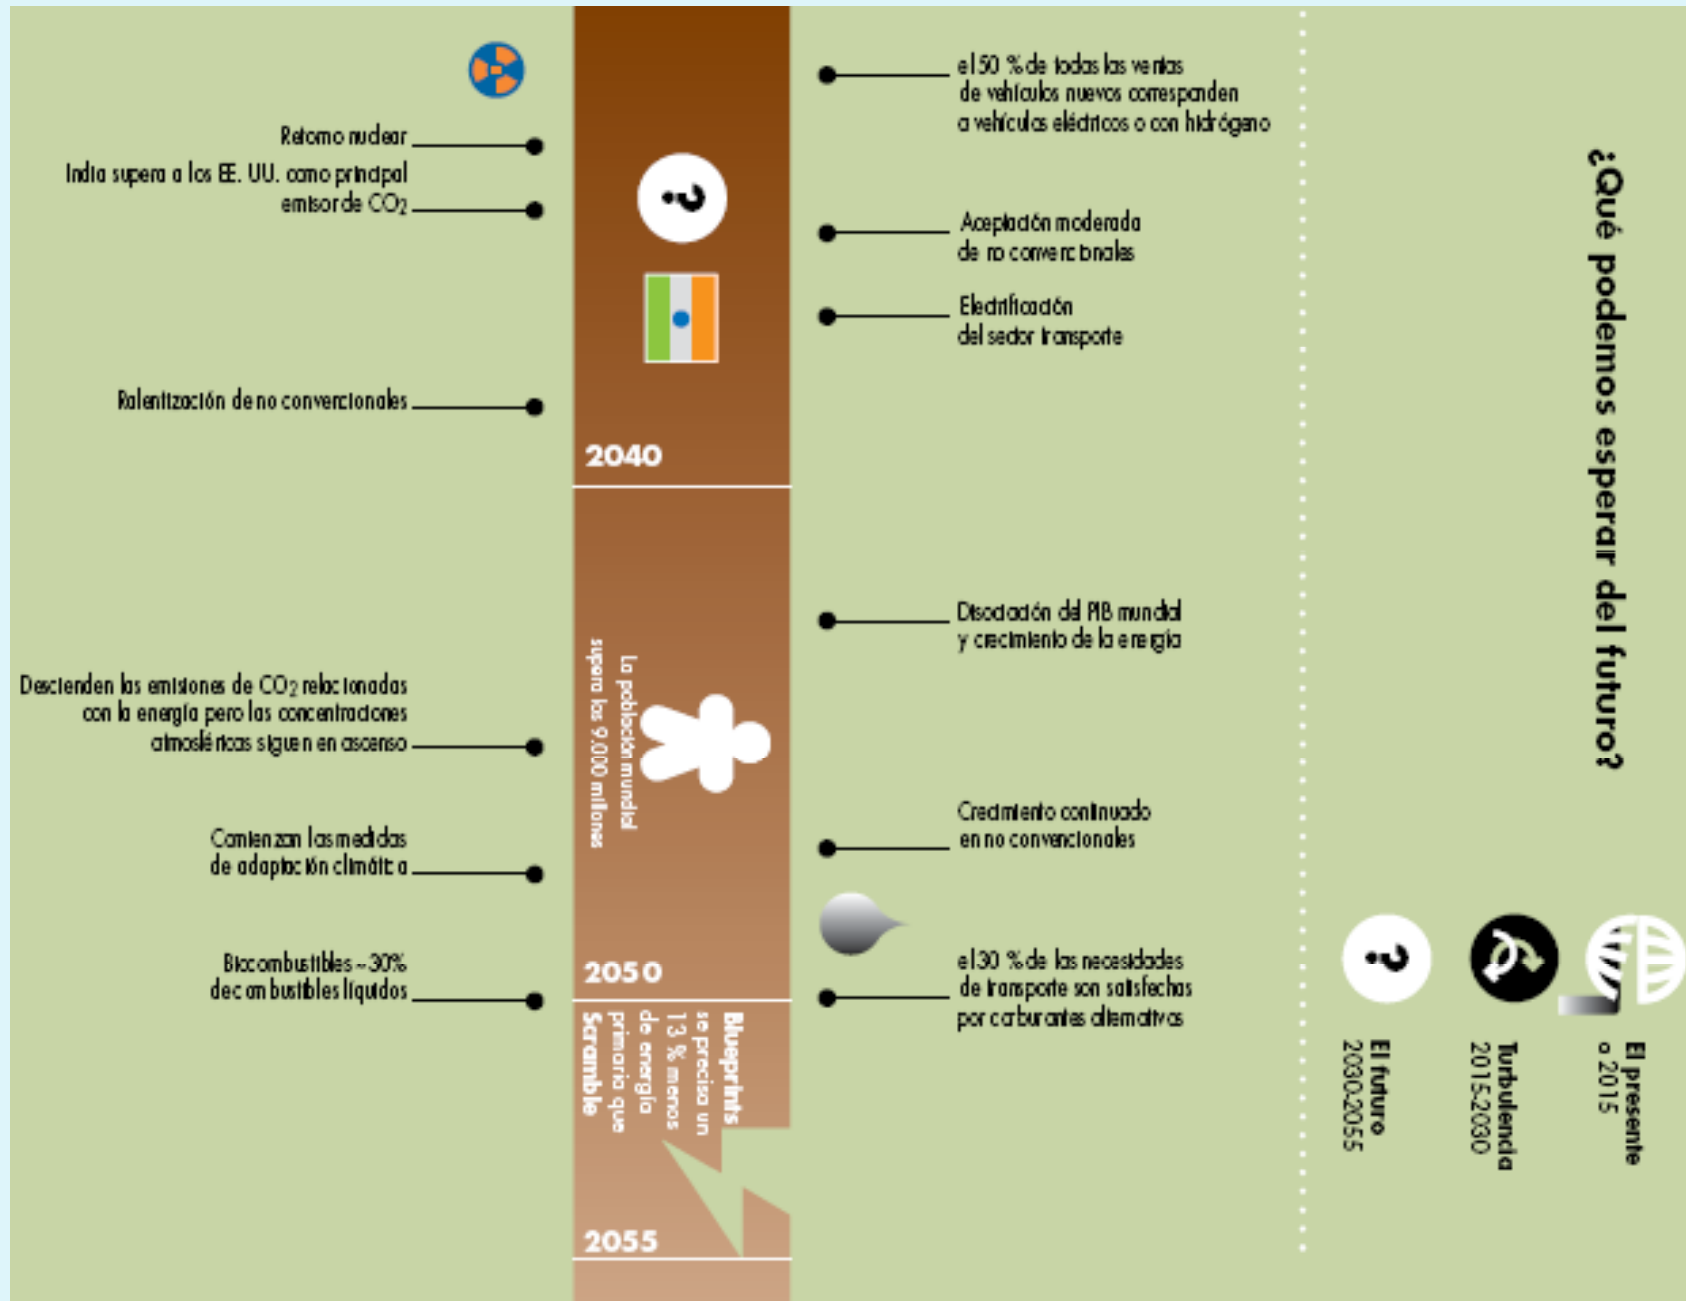 Retorno nuclear
India supera a los EE. UU. como principal
emisor de CO2
Ralentización de no convencionales
Descienden las emisiones de CO2 relacionadas
con la energía pero las concentraciones
atmosféricas siguen en ascenso
Comienzan las medidas
de adaptación climática
Biocombustibles ~30%
de combustibles líquidos
?
2040
La población mundial
supera los 9.000 millones
2050
Blueprints
se precisa un
13 % menos
de energía
primaria que
Scramble
2055
el 50 % de todas las ventas
de vehículos nuevos corresponden
a vehículos eléctricos o con hidrógeno
Aceptación moderada
de no convencionales
Electrificación
del sector transporte
Disociación del PIB mundial
y crecimiento de la energía
Crecimiento continuado
en no convencionales
el 30 % de las necesidades
de transporte son satisfechas
por carburantes alternativos
¿Qué podemos esperar del futuro?
El presente
a 2015
Turbulencia
2015-2030
?
El futuro
2030-2055